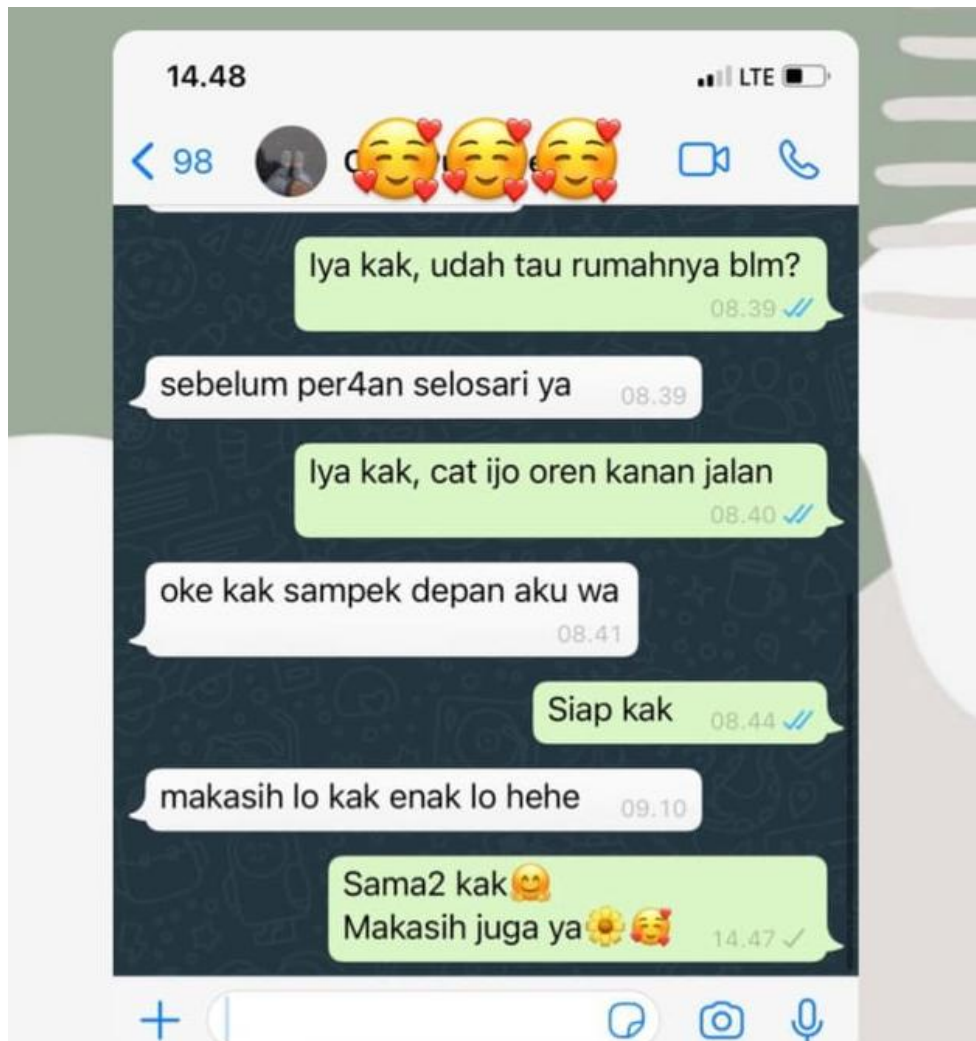 14.48
LTE
98
Iya kak, udah tau rumahnya blm?
08.39
sebelum per4an selosari ya 08.39
Iya kak, cat ijo oren kanan jalan
08.40
oke kak sampek depan aku wa
08.41
Siap kak 08.44
makasih lo kak enak lo hehe 09.10
Sama2 kak🤗
Makasih juga ya🌼🥰 14.47